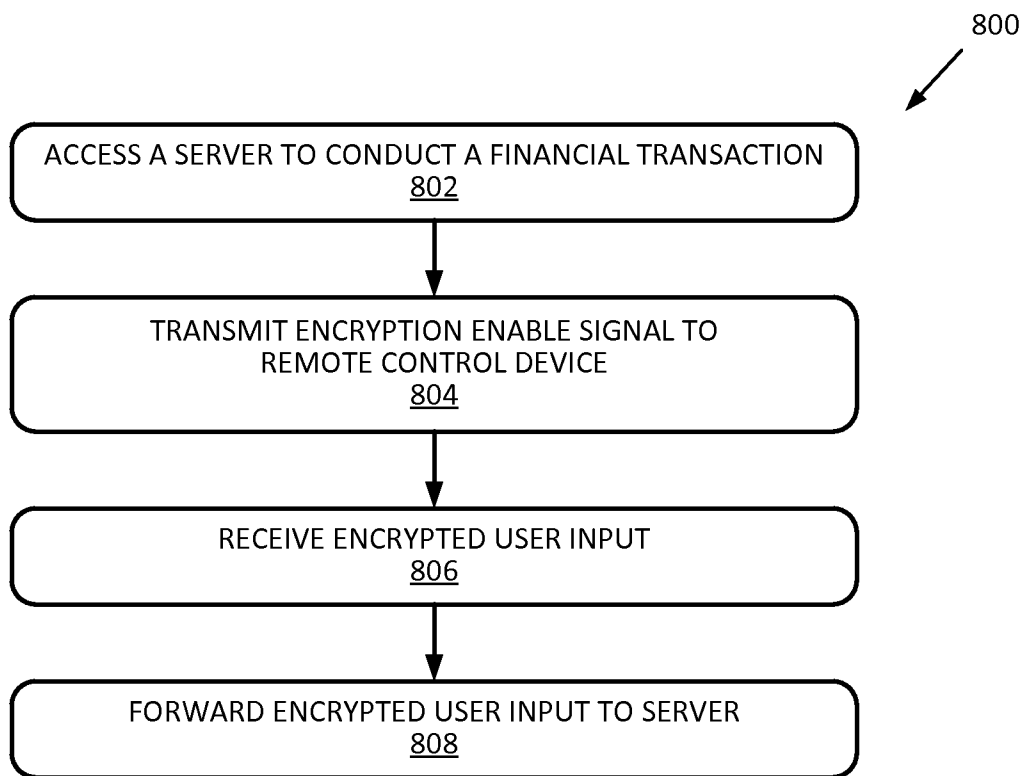 800
ACCESS A SERVER TO CONDUCT A FINANCIAL TRANSACTION
802
TRANSMIT ENCRYPTION ENABLE SIGNAL TO
REMOTE CONTROL DEVICE
804
RECEIVE ENCRYPTED USER INPUT
806
FORWARD ENCRYPTED USER INPUT TO SERVER
808